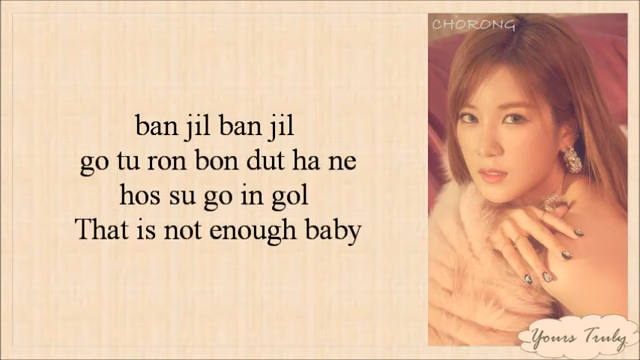 CHORONG
ban jil ban jil
go tu ron bon dut ha ne
hos su go in gol
That is not enough baby
Yours Truly